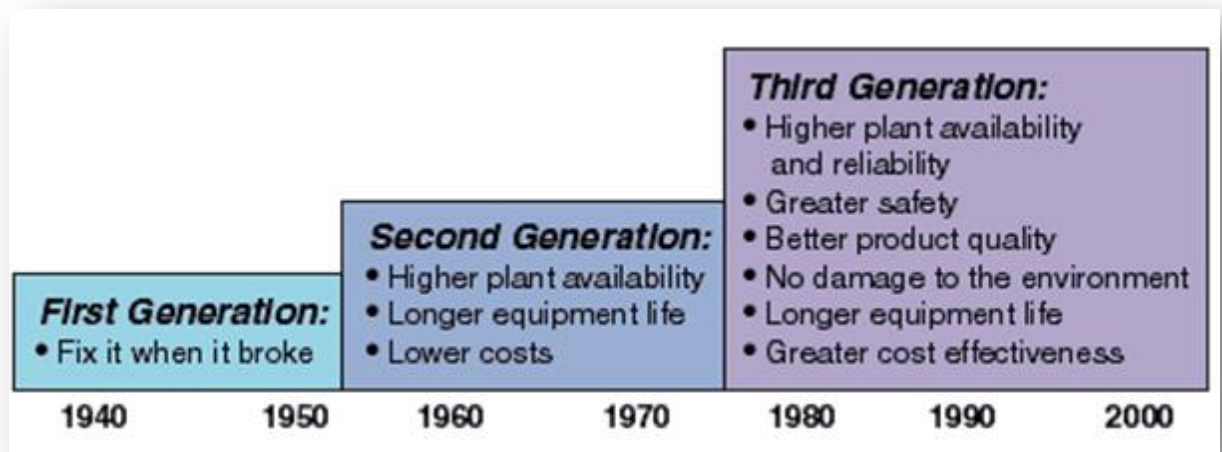 First Generation:
• Fix it when it broke
Second Generation:
• Higher plant availability
• Longer equipment life
• Lower costs
Third Generation:
• Higher plant availability
and reliability
• Greater safety
• Better product quality
• No damage to the environment
• Longer equipment life
• Greater cost effectiveness
1940 1950 1960 1970 1980 1990 2000